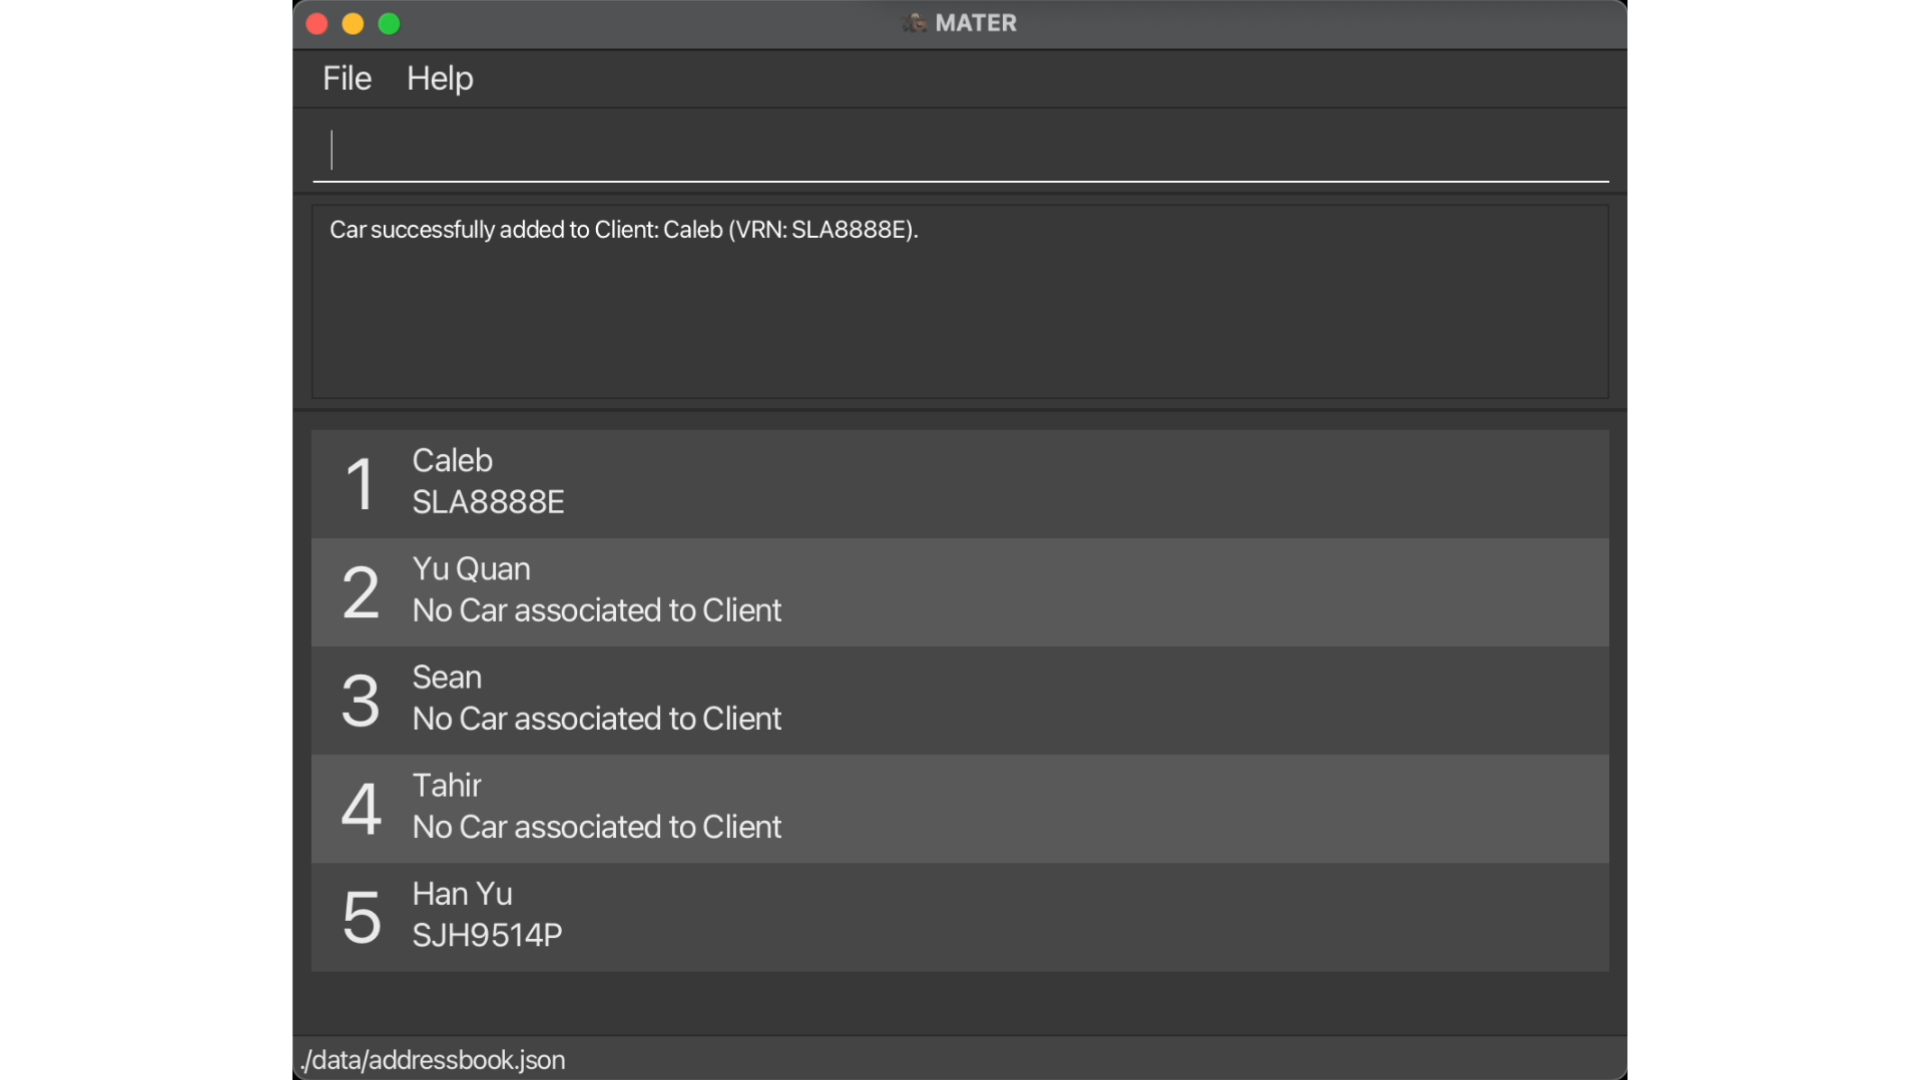 MATER
File Help
Car successfully added to Client: Caleb (VRN: SLA8888E).
1
Caleb
SLA8888E
2
Yu Quan
No Car associated to Client
3
Sean
No Car associated to Client
4
Tahir
No Car associated to Client
5
Han Yu
SJH9514P
./data/addressbook.json